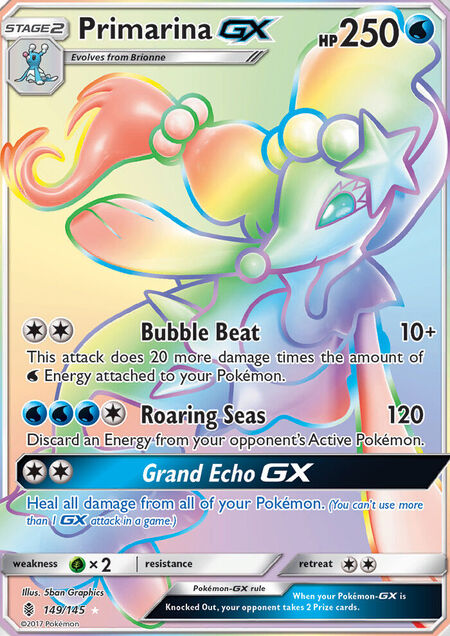 STAGE2 Primarina GX HP250
Evolves from Brionne
Bubble Beat 10+
This attack does 20 more damage times the amount of
Energy attached to your Pokémon.
Roaring Seas 120
Discard an Energy from your opponent's Active Pokémon.
Grand Echo GX
Heal all damage from all of your Pokémon. (You can't use more
than 1 GX attack in a game.)
weakness ×2 resistance retreat
Illus. 5ban Graphics
149/145
©2017 Pokémon
Pokémon-GX rule
When your Pokémon-GX is
Knocked Out, your opponent takes 2 Prize cards.